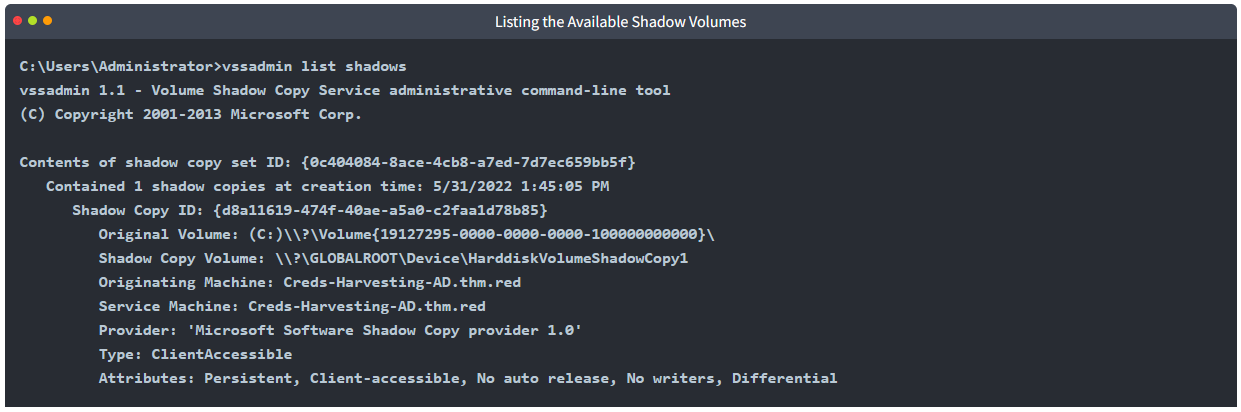 Listing the Available Shadow Volumes
C:\Users\Administrator>vssadmin list shadows
vssadmin 1.1 - Volume Shadow Copy Service administrative command-line tool
(C) Copyright 2001-2013 Microsoft Corp.
Contents of shadow copy set ID: {0c404084-8ace-4cb8-a7ed-7d7ec659bb5f}
Contained 1 shadow copies at creation time: 5/31/2022 1:45:05 PM
Shadow Copy ID: {d8a11619-474f-40ae-a5a0-c2faa1d78b85}
Original Volume: (C:)\\?\Volume{19127295-0000-0000-0000-100000000000}\
Shadow Copy Volume: \\?\GLOBALROOT\Device\HarddiskVolumeShadowCopy1
Originating Machine: Creds-Harvesting-AD.thm.red
Service Machine: Creds-Harvesting-AD.thm.red
Provider: 'Microsoft Software Shadow Copy provider 1.0'
Type: ClientAccessible
Attributes: Persistent, Client-accessible, No auto release, No writers, Differential